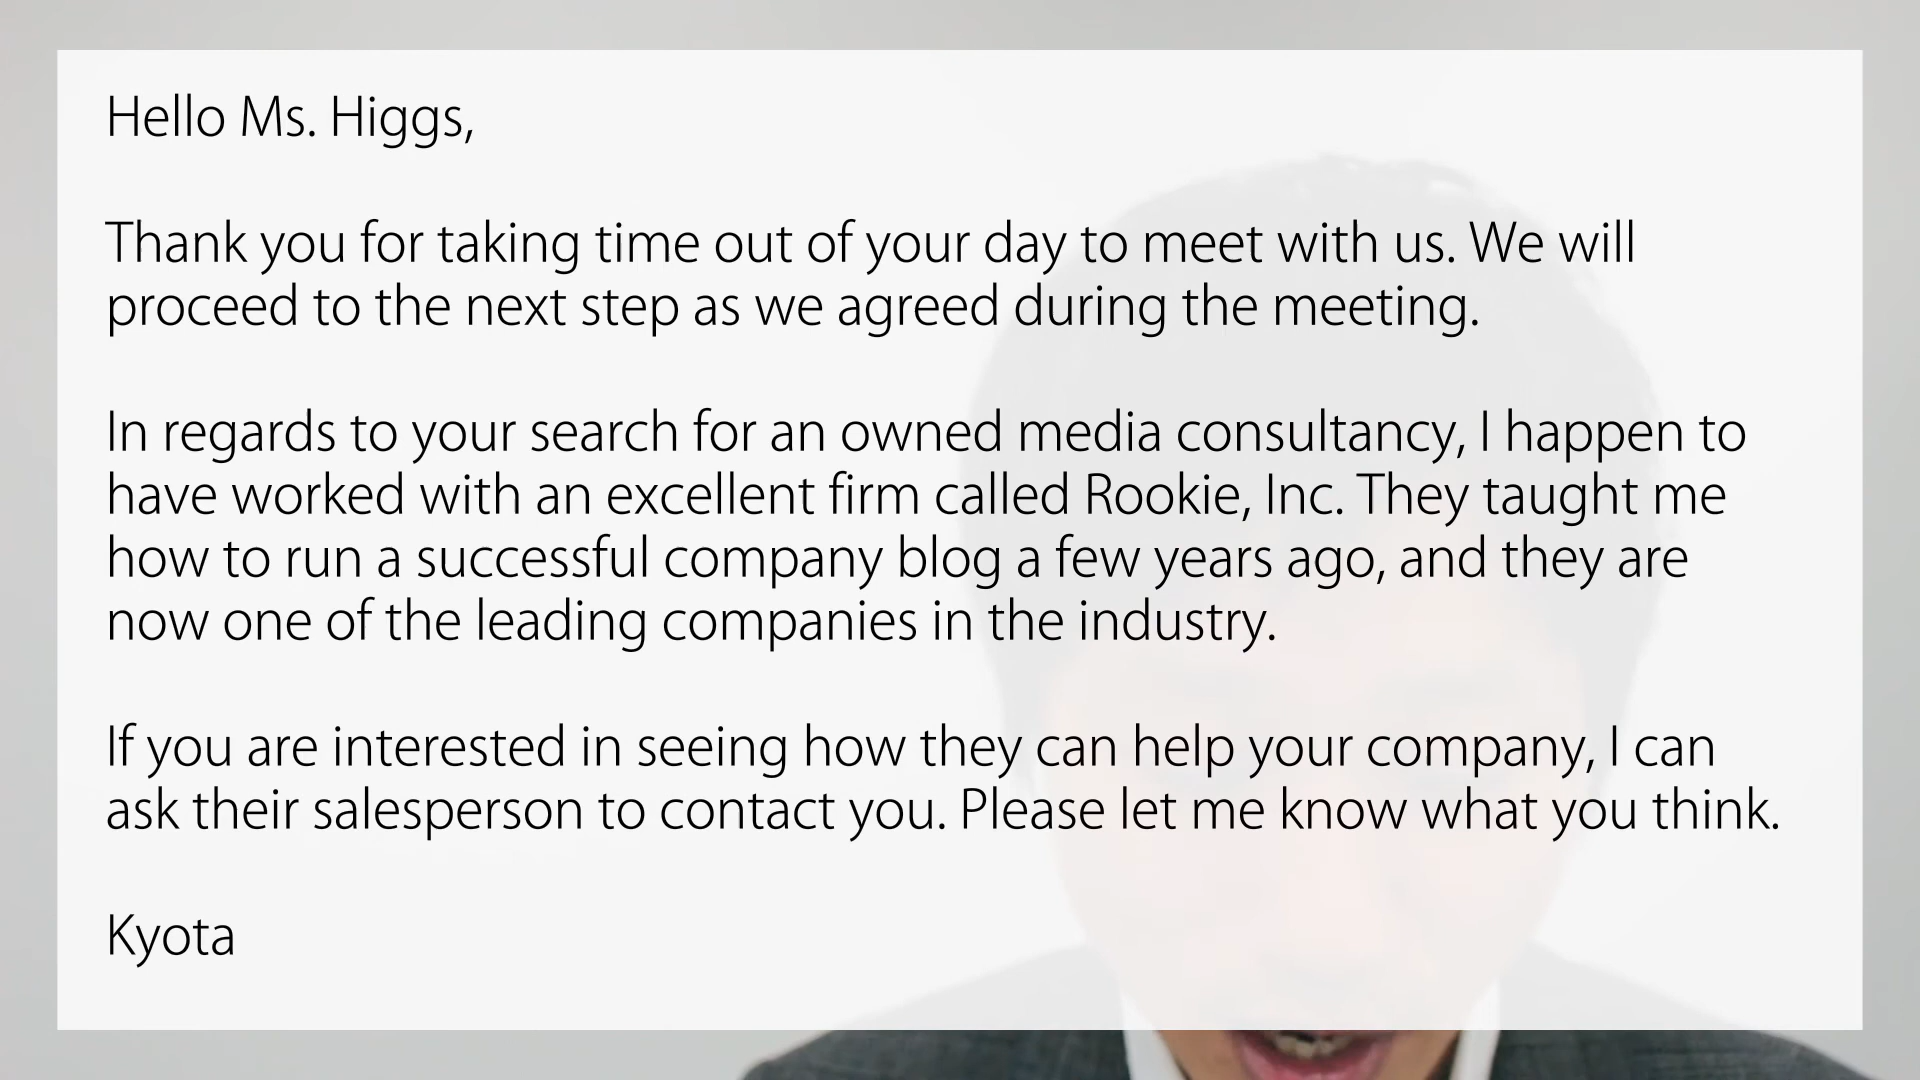 Hello Ms. Higgs,
Thank you for taking time out of your day to meet with us. We will
proceed to the next step as we agreed during the meeting.
In regards to your search for an owned media consultancy, I happen to
have worked with an excellent firm called Rookie, Inc. They taught me
how to run a successful company blog a few years ago, and they are
now one of the leading companies in the industry.
If you are interested in seeing how they can help your company, I can
ask their salesperson to contact you. Please let me know what you think.
Kyota